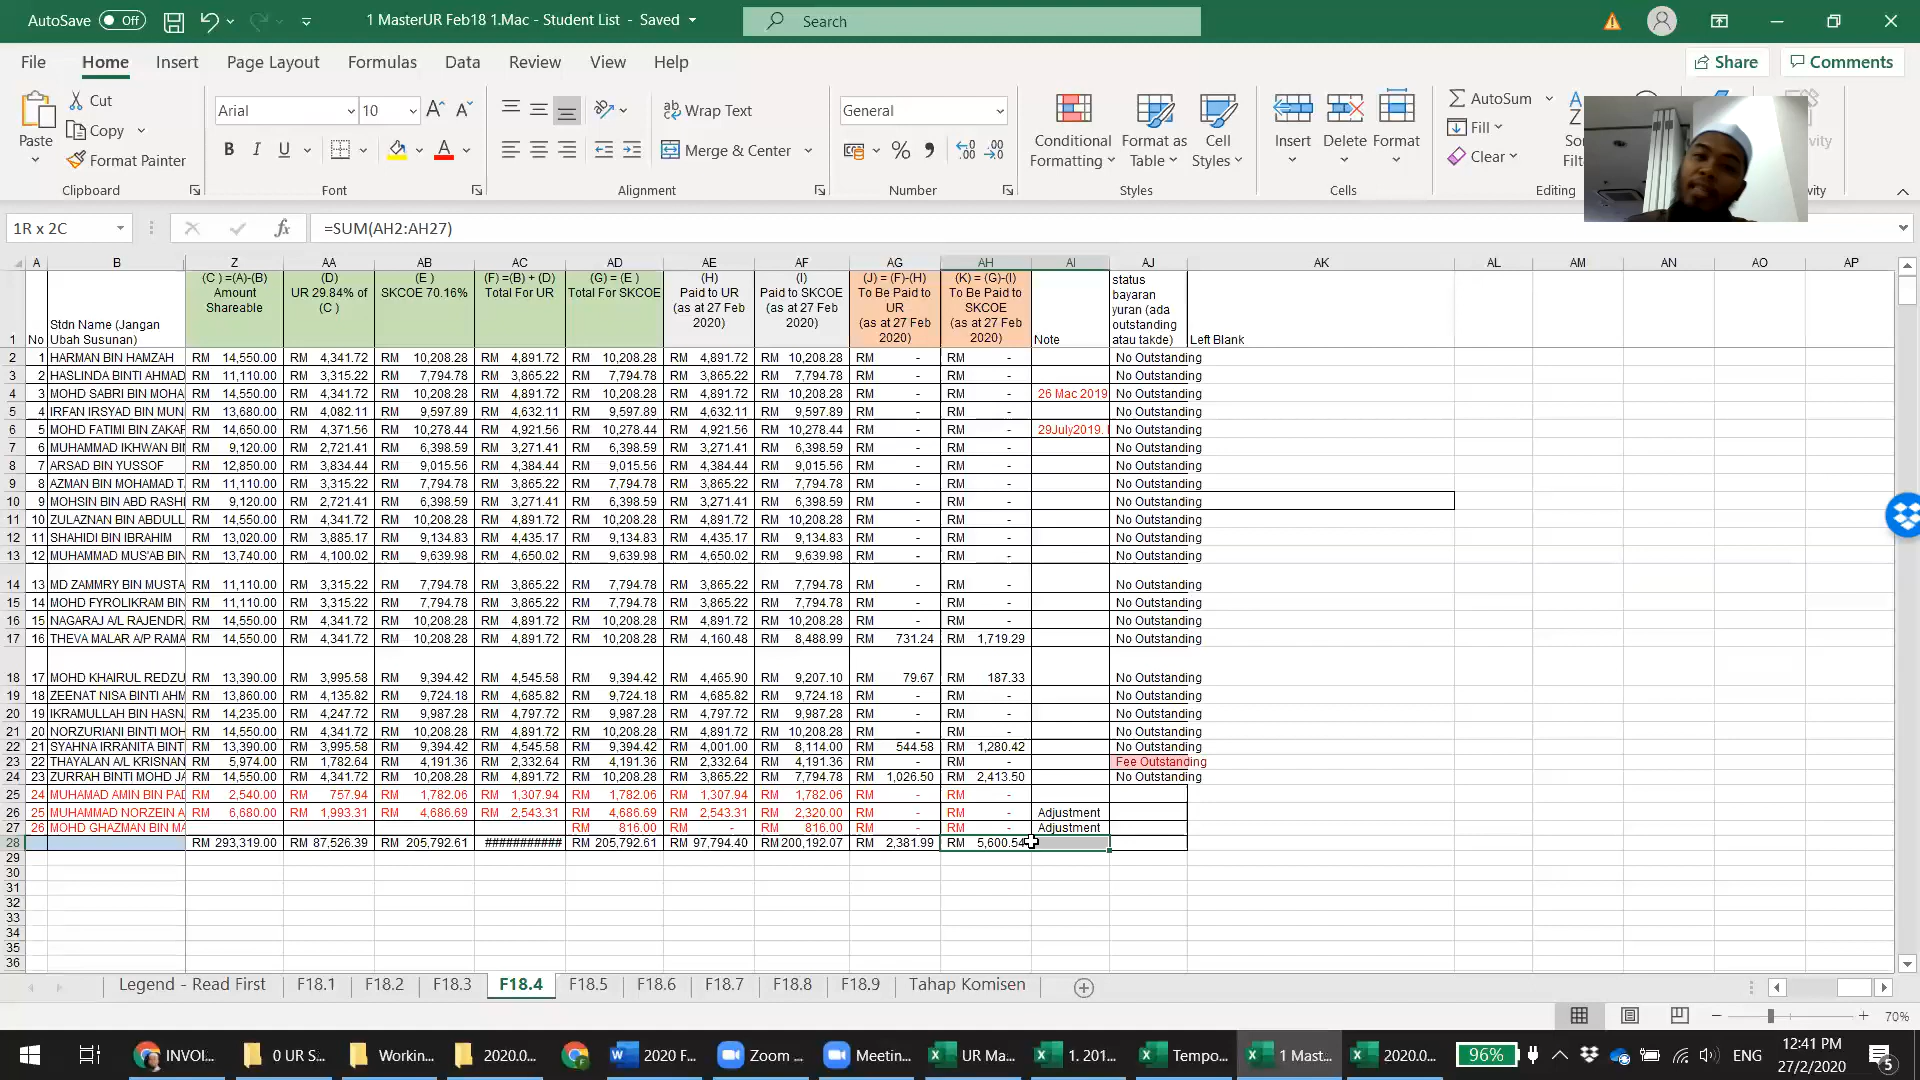 AutoSave Off 1 MasterUR Feb18 1.Mac - Student List - Saved Search
File Home Insert Page Layout Formulas Data Review View Help Share Comments
Paste Cut Copy Format Painter Clipboard
Arial 10 Font
Wrap Text Merge & Center Alignment
General Number
Conditional Formatting Format as Table Cell Styles Styles
Insert Delete Format Cells
AutoSum Fill Clear Editing
1R x 2C =SUM(AH2:AH27)
A B Z AA AB AC AD AE AF AG AH AI AJ AK AL AM AN AO AP
1 No Stdn Name (Jangan Ubah Susunan) (C ) =(A)-(B) Amount Shareable (D) UR 29.84% of (C ) (E ) SKCOE 70.16% (F) =(B) + (D) Total For UR (G) = (E ) Total For SKCOE (H) Paid to UR (as at 27 Feb 2020) (I) Paid to SKCOE (as at 27 Feb 2020) (J) = (F)-(H) To Be Paid to UR (as at 27 Feb 2020) (K) = (G)-(I) To Be Paid to SKCOE (as at 27 Feb 2020) Note status bayaran yuran (ada outstanding atau takde) Left Blank
2 1 HARMAN BIN HAMZAH RM 14,550.00 RM 4,341.72 RM 10,208.28 RM 4,891.72 RM 10,208.28 RM 4,891.72 RM 10,208.28 RM - RM - No Outstanding
3 2 HASLINDA BINTI AHMAD RM 11,110.00 RM 3,315.22 RM 7,794.78 RM 3,865.22 RM 7,794.78 RM 3,865.22 RM 7,794.78 RM - RM - No Outstanding
4 3 MOHD SABRI BIN MOHA RM 14,550.00 RM 4,341.72 RM 10,208.28 RM 4,891.72 RM 10,208.28 RM 4,891.72 RM 10,208.28 RM - RM - 26 Mac 2019 No Outstanding
5 4 IRFAN IRSYAD BIN MUN RM 13,680.00 RM 4,082.11 RM 9,597.89 RM 4,632.11 RM 9,597.89 RM 4,632.11 RM 9,597.89 RM - RM - No Outstanding
6 5 MOHD FATIMI BIN ZAKAF RM 14,650.00 RM 4,371.56 RM 10,278.44 RM 4,921.56 RM 10,278.44 RM 4,921.56 RM 10,278.44 RM - RM - 29July2019. No Outstanding
7 6 MUHAMMAD IKHWAN BI RM 9,120.00 RM 2,721.41 RM 6,398.59 RM 3,271.41 RM 6,398.59 RM 3,271.41 RM 6,398.59 RM - RM - No Outstanding
8 7 ARSAD BIN YUSSOF RM 12,850.00 RM 3,834.44 RM 9,015.56 RM 4,384.44 RM 9,015.56 RM 4,384.44 RM 9,015.56 RM - RM - No Outstanding
9 8 AZMAN BIN MOHAMAD T. RM 11,110.00 RM 3,315.22 RM 7,794.78 RM 3,865.22 RM 7,794.78 RM 3,865.22 RM 7,794.78 RM - RM - No Outstanding
10 9 MOHSIN BIN ABD RASHI RM 9,120.00 RM 2,721.41 RM 6,398.59 RM 3,271.41 RM 6,398.59 RM 3,271.41 RM 6,398.59 RM - RM - No Outstanding
11 10 ZULAZNAN BIN ABDULL RM 14,550.00 RM 4,341.72 RM 10,208.28 RM 4,891.72 RM 10,208.28 RM 4,891.72 RM 10,208.28 RM - RM - No Outstanding
12 11 SHAHIDI BIN IBRAHIM RM 13,020.00 RM 3,885.17 RM 9,134.83 RM 4,435.17 RM 9,134.83 RM 4,435.17 RM 9,134.83 RM - RM - No Outstanding
13 12 MUHAMMAD MUS'AB BIN RM 13,740.00 RM 4,100.02 RM 9,639.98 RM 4,650.02 RM 9,639.98 RM 4,650.02 RM 9,639.98 RM - RM - No Outstanding
14 13 MD ZAMMRY BIN MUSTA RM 11,110.00 RM 3,315.22 RM 7,794.78 RM 3,865.22 RM 7,794.78 RM 3,865.22 RM 7,794.78 RM - RM - No Outstanding
15 14 MOHD FYROLIKRAM BIN RM 11,110.00 RM 3,315.22 RM 7,794.78 RM 3,865.22 RM 7,794.78 RM 3,865.22 RM 7,794.78 RM - RM - No Outstanding
16 15 NAGARAJ A/L RAJENDR RM 14,550.00 RM 4,341.72 RM 10,208.28 RM 4,891.72 RM 10,208.28 RM 4,891.72 RM 10,208.28 RM - RM - No Outstanding
17 16 THEVA MALAR A/P RAMA RM 14,550.00 RM 4,341.72 RM 10,208.28 RM 4,891.72 RM 10,208.28 RM 4,160.48 RM 8,488.99 RM 731.24 RM 1,719.29 No Outstanding
18 17 MOHD KHAIRUL REDZU RM 13,390.00 RM 3,995.58 RM 9,394.42 RM 4,545.58 RM 9,394.42 RM 4,465.90 RM 9,207.10 RM 79.67 RM 187.33 No Outstanding
19 18 ZEENAT NISA BINTI AHM RM 13,860.00 RM 4,135.82 RM 9,724.18 RM 4,685.82 RM 9,724.18 RM 4,685.82 RM 9,724.18 RM - RM - No Outstanding
20 19 IKRAMULLAH BIN HASN RM 14,235.00 RM 4,247.72 RM 9,987.28 RM 4,797.72 RM 9,987.28 RM 4,797.72 RM 9,987.28 RM - RM - No Outstanding
21 20 NORZURIANI BINTI MOH RM 14,550.00 RM 4,341.72 RM 10,208.28 RM 4,891.72 RM 10,208.28 RM 4,891.72 RM 10,208.28 RM - RM - No Outstanding
22 21 SYAHNA IRRANITA BINT RM 13,390.00 RM 3,995.58 RM 9,394.42 RM 4,545.58 RM 9,394.42 RM 4,001.00 RM 8,114.00 RM 544.58 RM 1,280.42 No Outstanding
23 22 THAYALAN A/L KRISNAN RM 5,974.00 RM 1,782.64 RM 4,191.36 RM 2,332.64 RM 4,191.36 RM 2,332.64 RM 4,191.36 RM - RM - Fee Outstanding
24 23 ZURRAH BINTI MOHD JA RM 14,550.00 RM 4,341.72 RM 10,208.28 RM 4,891.72 RM 10,208.28 RM 3,865.22 RM 7,794.78 RM 1,026.50 RM 2,413.50 No Outstanding
25 24 MUHAMAD AMIN BIN PAD RM 2,540.00 RM 757.94 RM 1,782.06 RM 1,307.94 RM 1,782.06 RM 1,307.94 RM 1,782.06 RM - RM -
26 25 MUHAMMAD NORZEIN A RM 6,680.00 RM 1,993.31 RM 4,686.69 RM 2,543.31 RM 4,686.69 RM 2,543.31 RM 2,320.00 RM - RM - Adjustment
27 26 MOHD GHAZMAN BIN MA RM 816.00 RM - RM 816.00 RM - RM - Adjustment
28 RM 293,319.00 RM 87,526.39 RM 205,792.61 ########### RM 205,792.61 RM 97,794.40 RM200,192.07 RM 2,381.99 RM 5,600.54
29
30
31
32
33
34
35
36
Legend - Read First F18.1 F18.2 F18.3 F18.4 F18.5 F18.6 F18.7 F18.8 F18.9 Tahap Komisen
70%
INVOI... 0 UR S... Workin... 2020.0... 2020 F... Zoom ... Meetin... UR Ma... 1. 201... Tempo... 1 Mast... 2020.0... 96% ENG 12:41 PM
27/2/2020 5